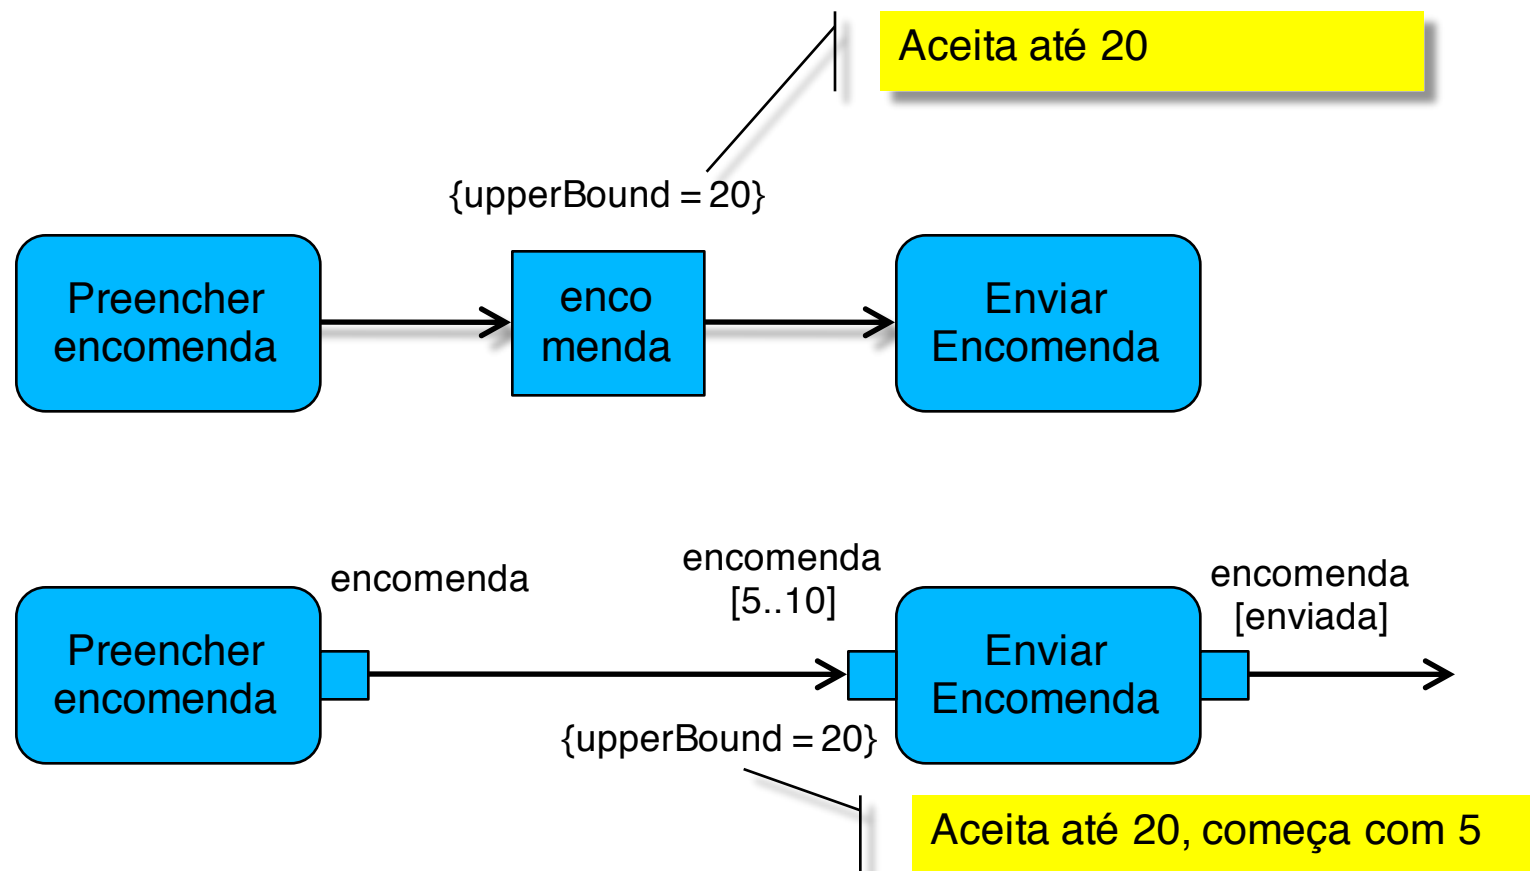 Aceita até 20
{upperBound = 20}
Preencher
encomenda
enco
menda
Enviar
Encomenda
encomenda
encomenda
[5..10]
encomenda
[enviada]
Preencher
encomenda
Enviar
Encomenda
{upperBound = 20}
Aceita até 20, começa com 5